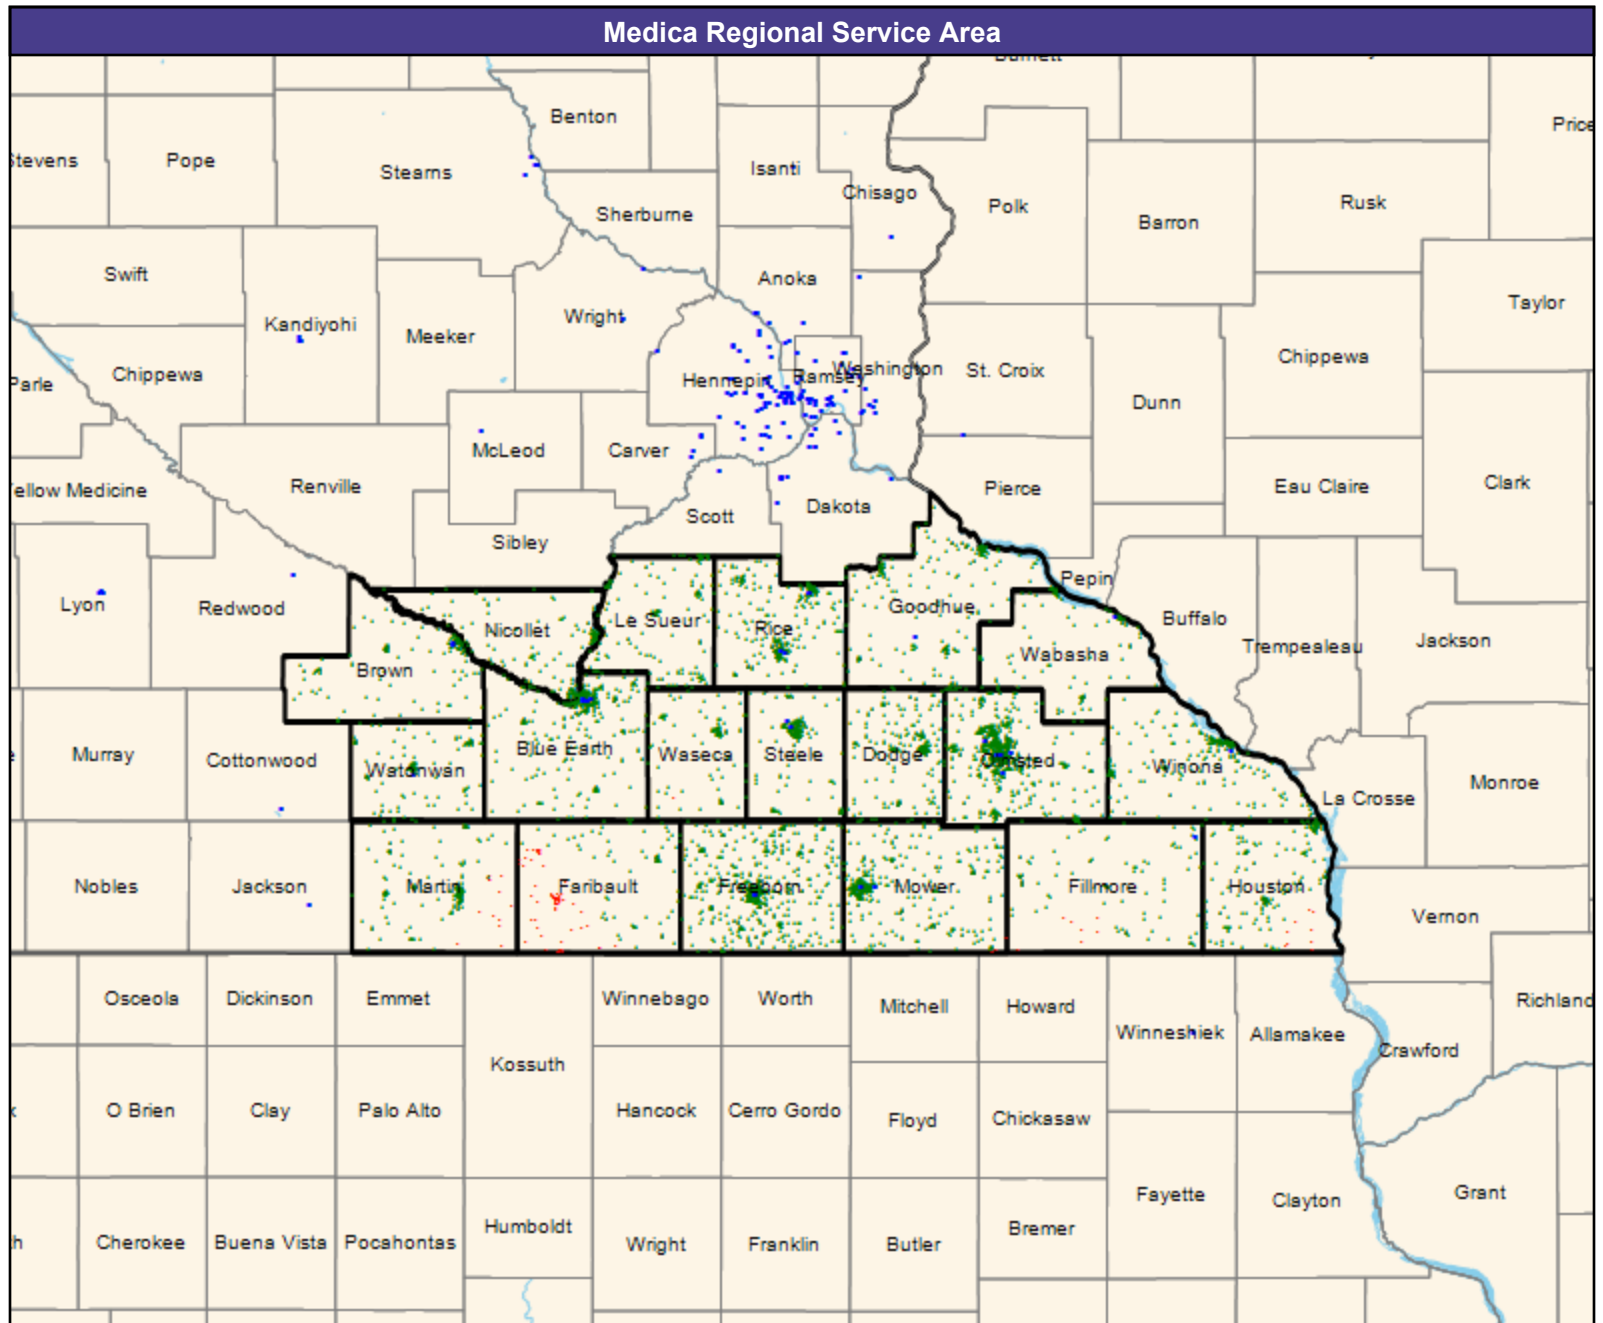 Medica Regional Service Area
Benton
Price
Stevens
Pope
Stearns
Isanti
Chisago
Polk
Barron
Rusk
Sherburne
Swift
Anoka
Taylor
Kandiyohi
Meeker
Wright
Chippewa
Chippewa
Parle
Hennepin
Ramsey
Washington
St. Croix
Dunn
McLeod
Carver
Yellow Medicine
Renville
Scott
Dakota
Pierce
Eau Claire
Clark
Sibley
Lyon
Redwood
Nicollet
Le Sueur
Rice
Goodhue
Pepin
Buffalo
Trempealeau
Jackson
Brown
Wabasha
Murray
Cottonwood
Watonwan
Blue Earth
Waseca
Steele
Dodge
Olmsted
Winona
La Crosse
Monroe
Nobles
Jackson
Martin
Faribault
Freeborn
Mower
Fillmore
Houston
Vernon
Osceola
Dickinson
Emmet
Winnebago
Worth
Mitchell
Howard
Winneshiek
Allamakee
Crawford
Richland
Kossuth
O Brien
Clay
Palo Alto
Hancock
Cerro Gordo
Floyd
Chickasaw
Fayette
Clayton
Grant
Cherokee
Buena Vista
Pocahontas
Humboldt
Wright
Franklin
Butler
Bremer